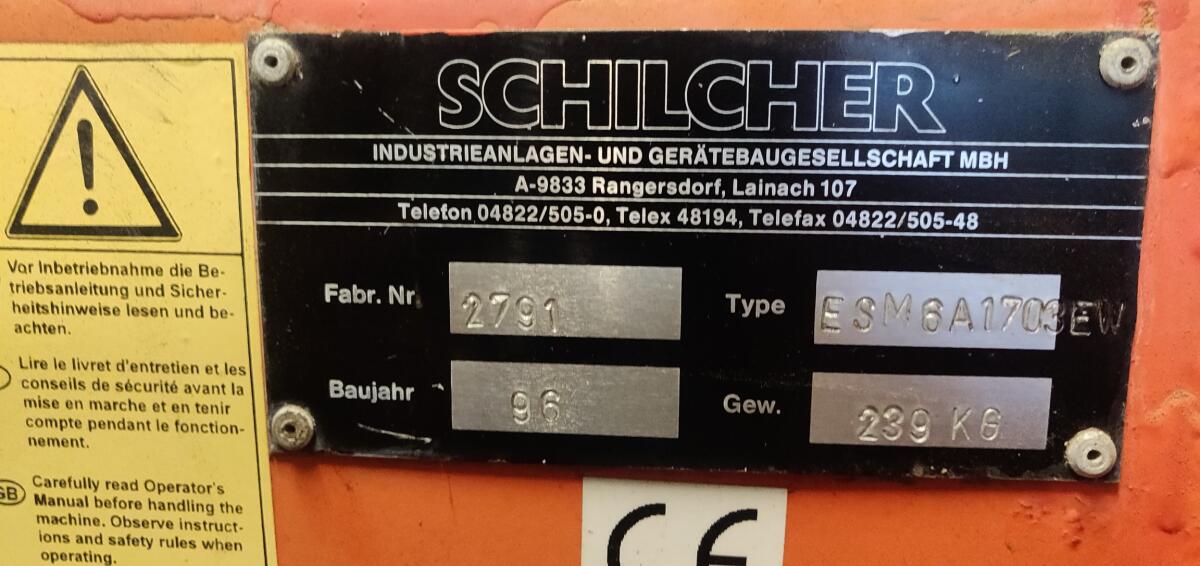 SCHILCHER
INDUSTRIEANLAGEN- UND GERÄTEBAUGESELLSCHAFT MBH
A-9833 Rangersdorf, Lainach 107
Telefon 04822/505-0, Telex 48194, Telefax 04822/505-48
Fabr. Nr. 2791 Type ESM6A1703EW
Baujahr 96 Gew. 239 KG
CE
!
Vor Inbetriebnahme die Be-
triebsanleitung und Sicher-
heitshinweise lesen und be-
achten.
Lire le livret d'entretien et les
conseils de sécurité avant la
mise en marche et en tenir
compte pendant le fonction-
nement.
GB Carefully read Operator's
Manual before handling the
machine. Observe instruct-
ions and safety rules when
operating.